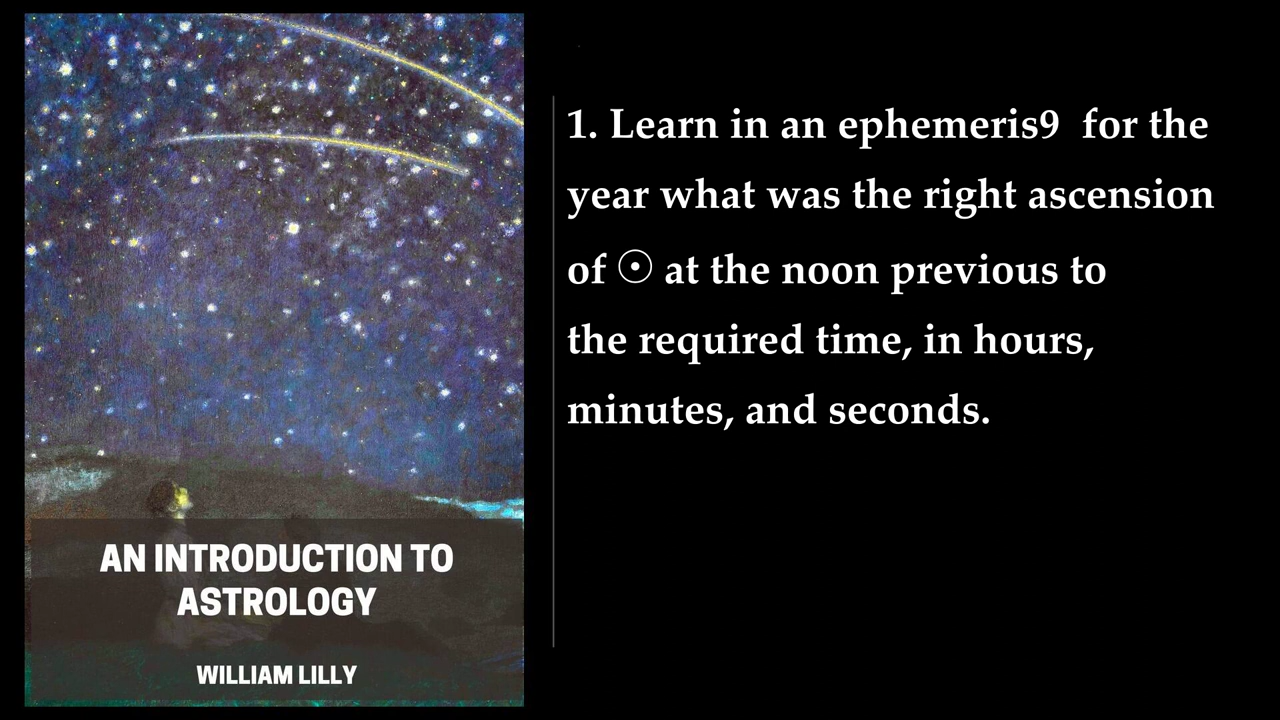 AN INTRODUCTION TO
ASTROLOGY
WILLIAM LILLY
1. Learn in an ephemeris9  for the
year what was the right ascension
of ☉ at the noon previous to
the required time, in hours,
minutes, and seconds.